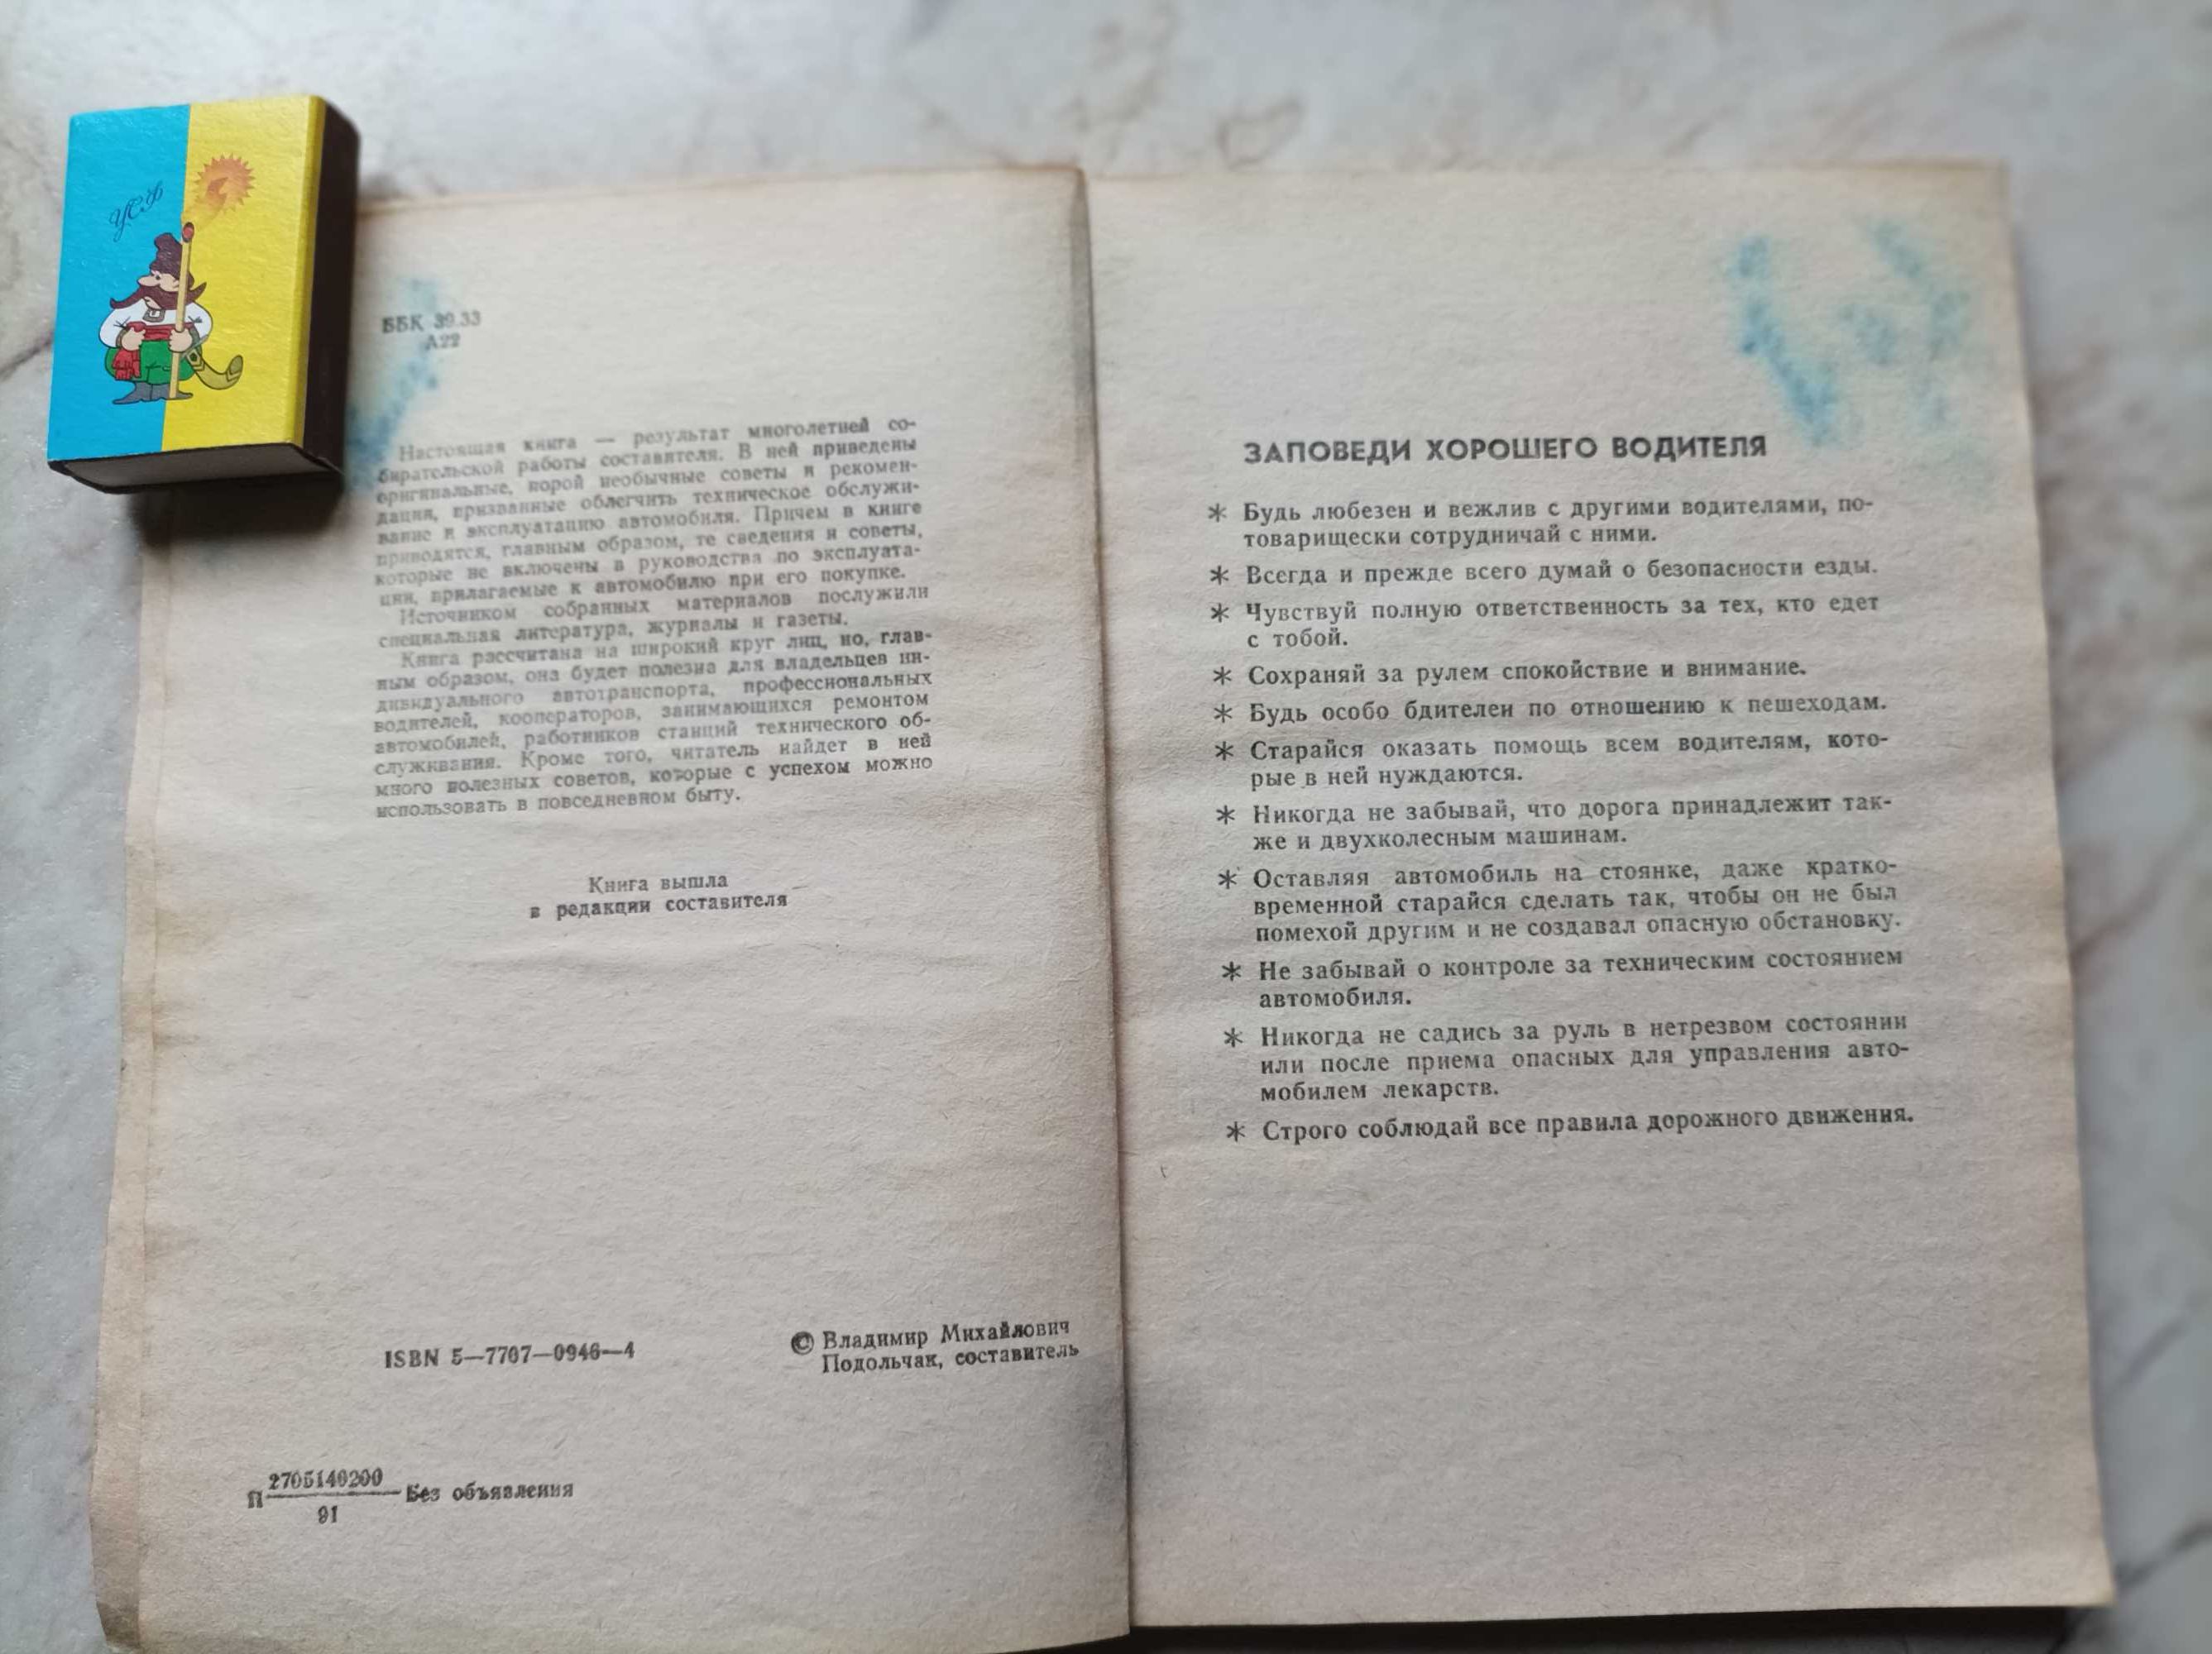 УСФ
ББК 39.33
А22
Настоящая книга — результат многолетней со-
бирательской работы составителя. В ней приведены
оригинальные, порой необычные советы и рекомен-
дации, призванные облегчить техническое обслужи-
вание и эксплуатацию автомобиля. Причем в книге
приводятся, главным образом, те сведения и советы,
которые не включены в руководства по эксплуата-
ции, прилагаемые к автомобилю при его покупке.
Источником собранных материалов послужили
специальная литература, журналы и газеты.
Книга рассчитана на широкий круг лиц, но, глав-
ным образом, она будет полезна для владельцев ин-
дивидуального автотранспорта, профессиональных
водителей, кооператоров, занимающихся ремонтом
автомобилей, работников станций технического об-
служивания. Кроме того, читатель найдет в ней
много полезных советов, которые с успехом можно
использовать в повседневном быту.
Книга вышла
в редакции составителя
ISBN 5—7707—0946—4
© Владимир Михайлович
Подольчак, составитель
П 2705140200
91
Без объявления
ЗАПОВЕДИ ХОРОШЕГО ВОДИТЕЛЯ
* Будь любезен и вежлив с другими водителями, по-
товарищески сотрудничай с ними.
* Всегда и прежде всего думай о безопасности езды.
* Чувствуй полную ответственность за тех, кто едет
с тобой.
* Сохраняй за рулем спокойствие и внимание.
* Будь особо бдителеи по отношению к пешеходам.
* Старайся оказать помощь всем водителям, кото-
рые в ней нуждаются.
* Никогда не забывай, что дорога принадлежит так-
же и двухколесным машинам.
* Оставляя автомобиль на стоянке, даже кратко-
временной старайся сделать так, чтобы он не был
помехой другим и не создавал опасную обстановку.
* Не забывай о контроле за техническим состоянием
автомобиля.
* Никогда не садись за руль в нетрезвом состоянии
или после приема опасных для управления авто-
мобилем лекарств.
* Строго соблюдай все правила дорожного движения.